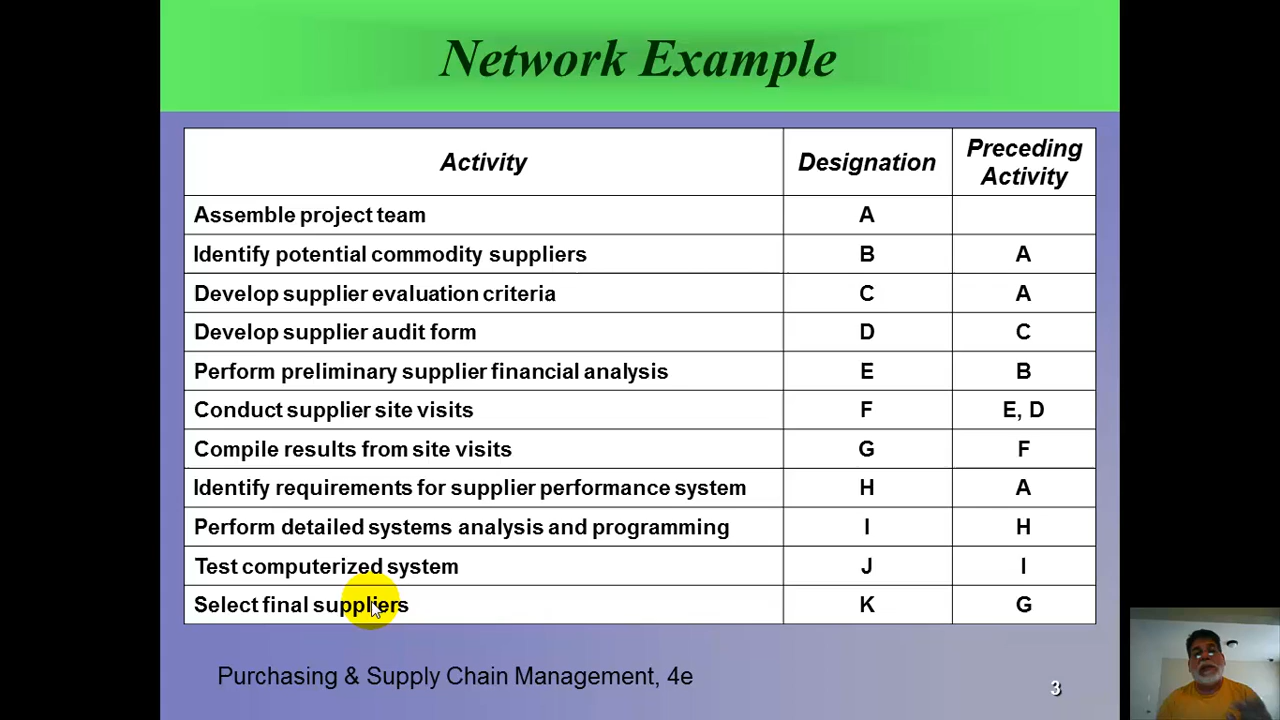 Network Example
Activity Designation Preceding Activity
Assemble project team A
Identify potential commodity suppliers B A
Develop supplier evaluation criteria C A
Develop supplier audit form D C
Perform preliminary supplier financial analysis E B
Conduct supplier site visits F E, D
Compile results from site visits G F
Identify requirements for supplier performance system H A
Perform detailed systems analysis and programming I H
Test computerized system J I
Select final suppliers K G
Purchasing & Supply Chain Management, 4e
3